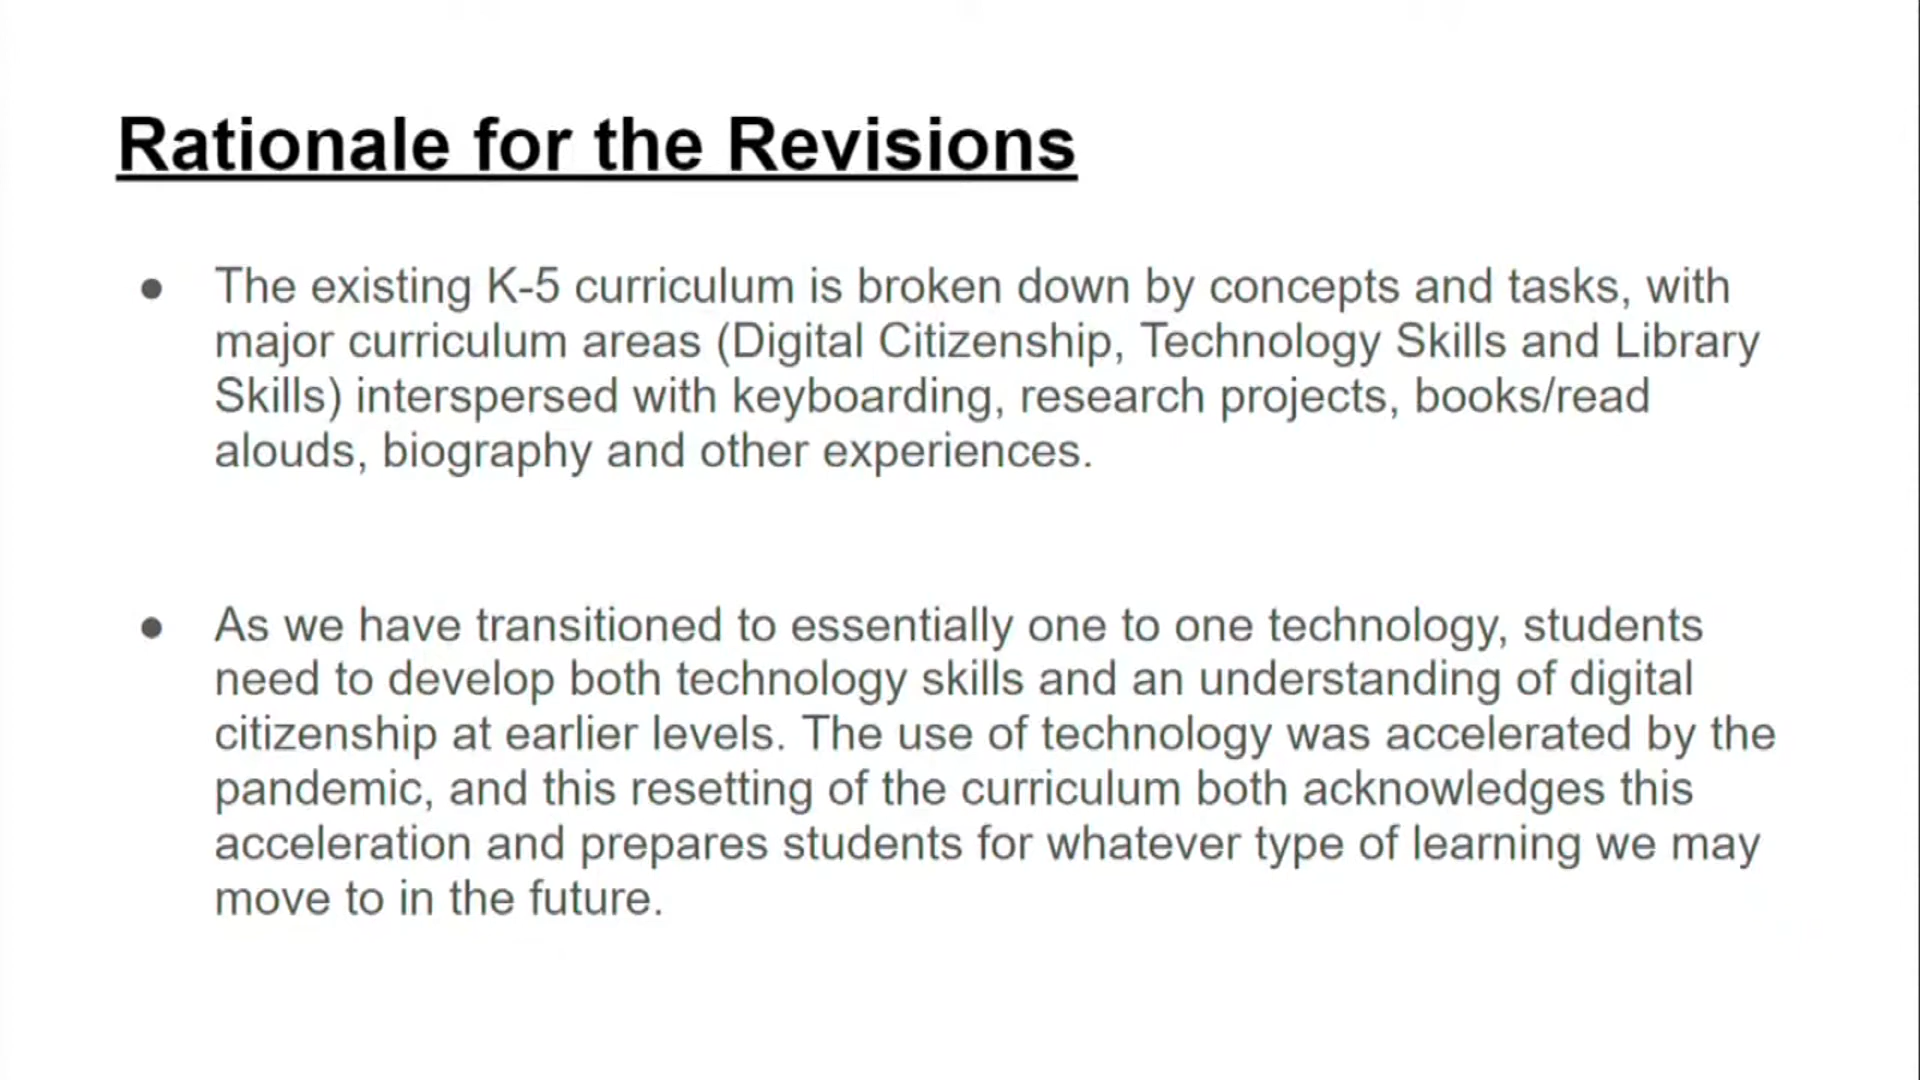 Rationale for the Revisions
● The existing K-5 curriculum is broken down by concepts and tasks, with
major curriculum areas (Digital Citizenship, Technology Skills and Library
Skills) interspersed with keyboarding, research projects, books/read
alouds, biography and other experiences.
● As we have transitioned to essentially one to one technology, students
need to develop both technology skills and an understanding of digital
citizenship at earlier levels. The use of technology was accelerated by the
pandemic, and this resetting of the curriculum both acknowledges this
acceleration and prepares students for whatever type of learning we may
move to in the future.